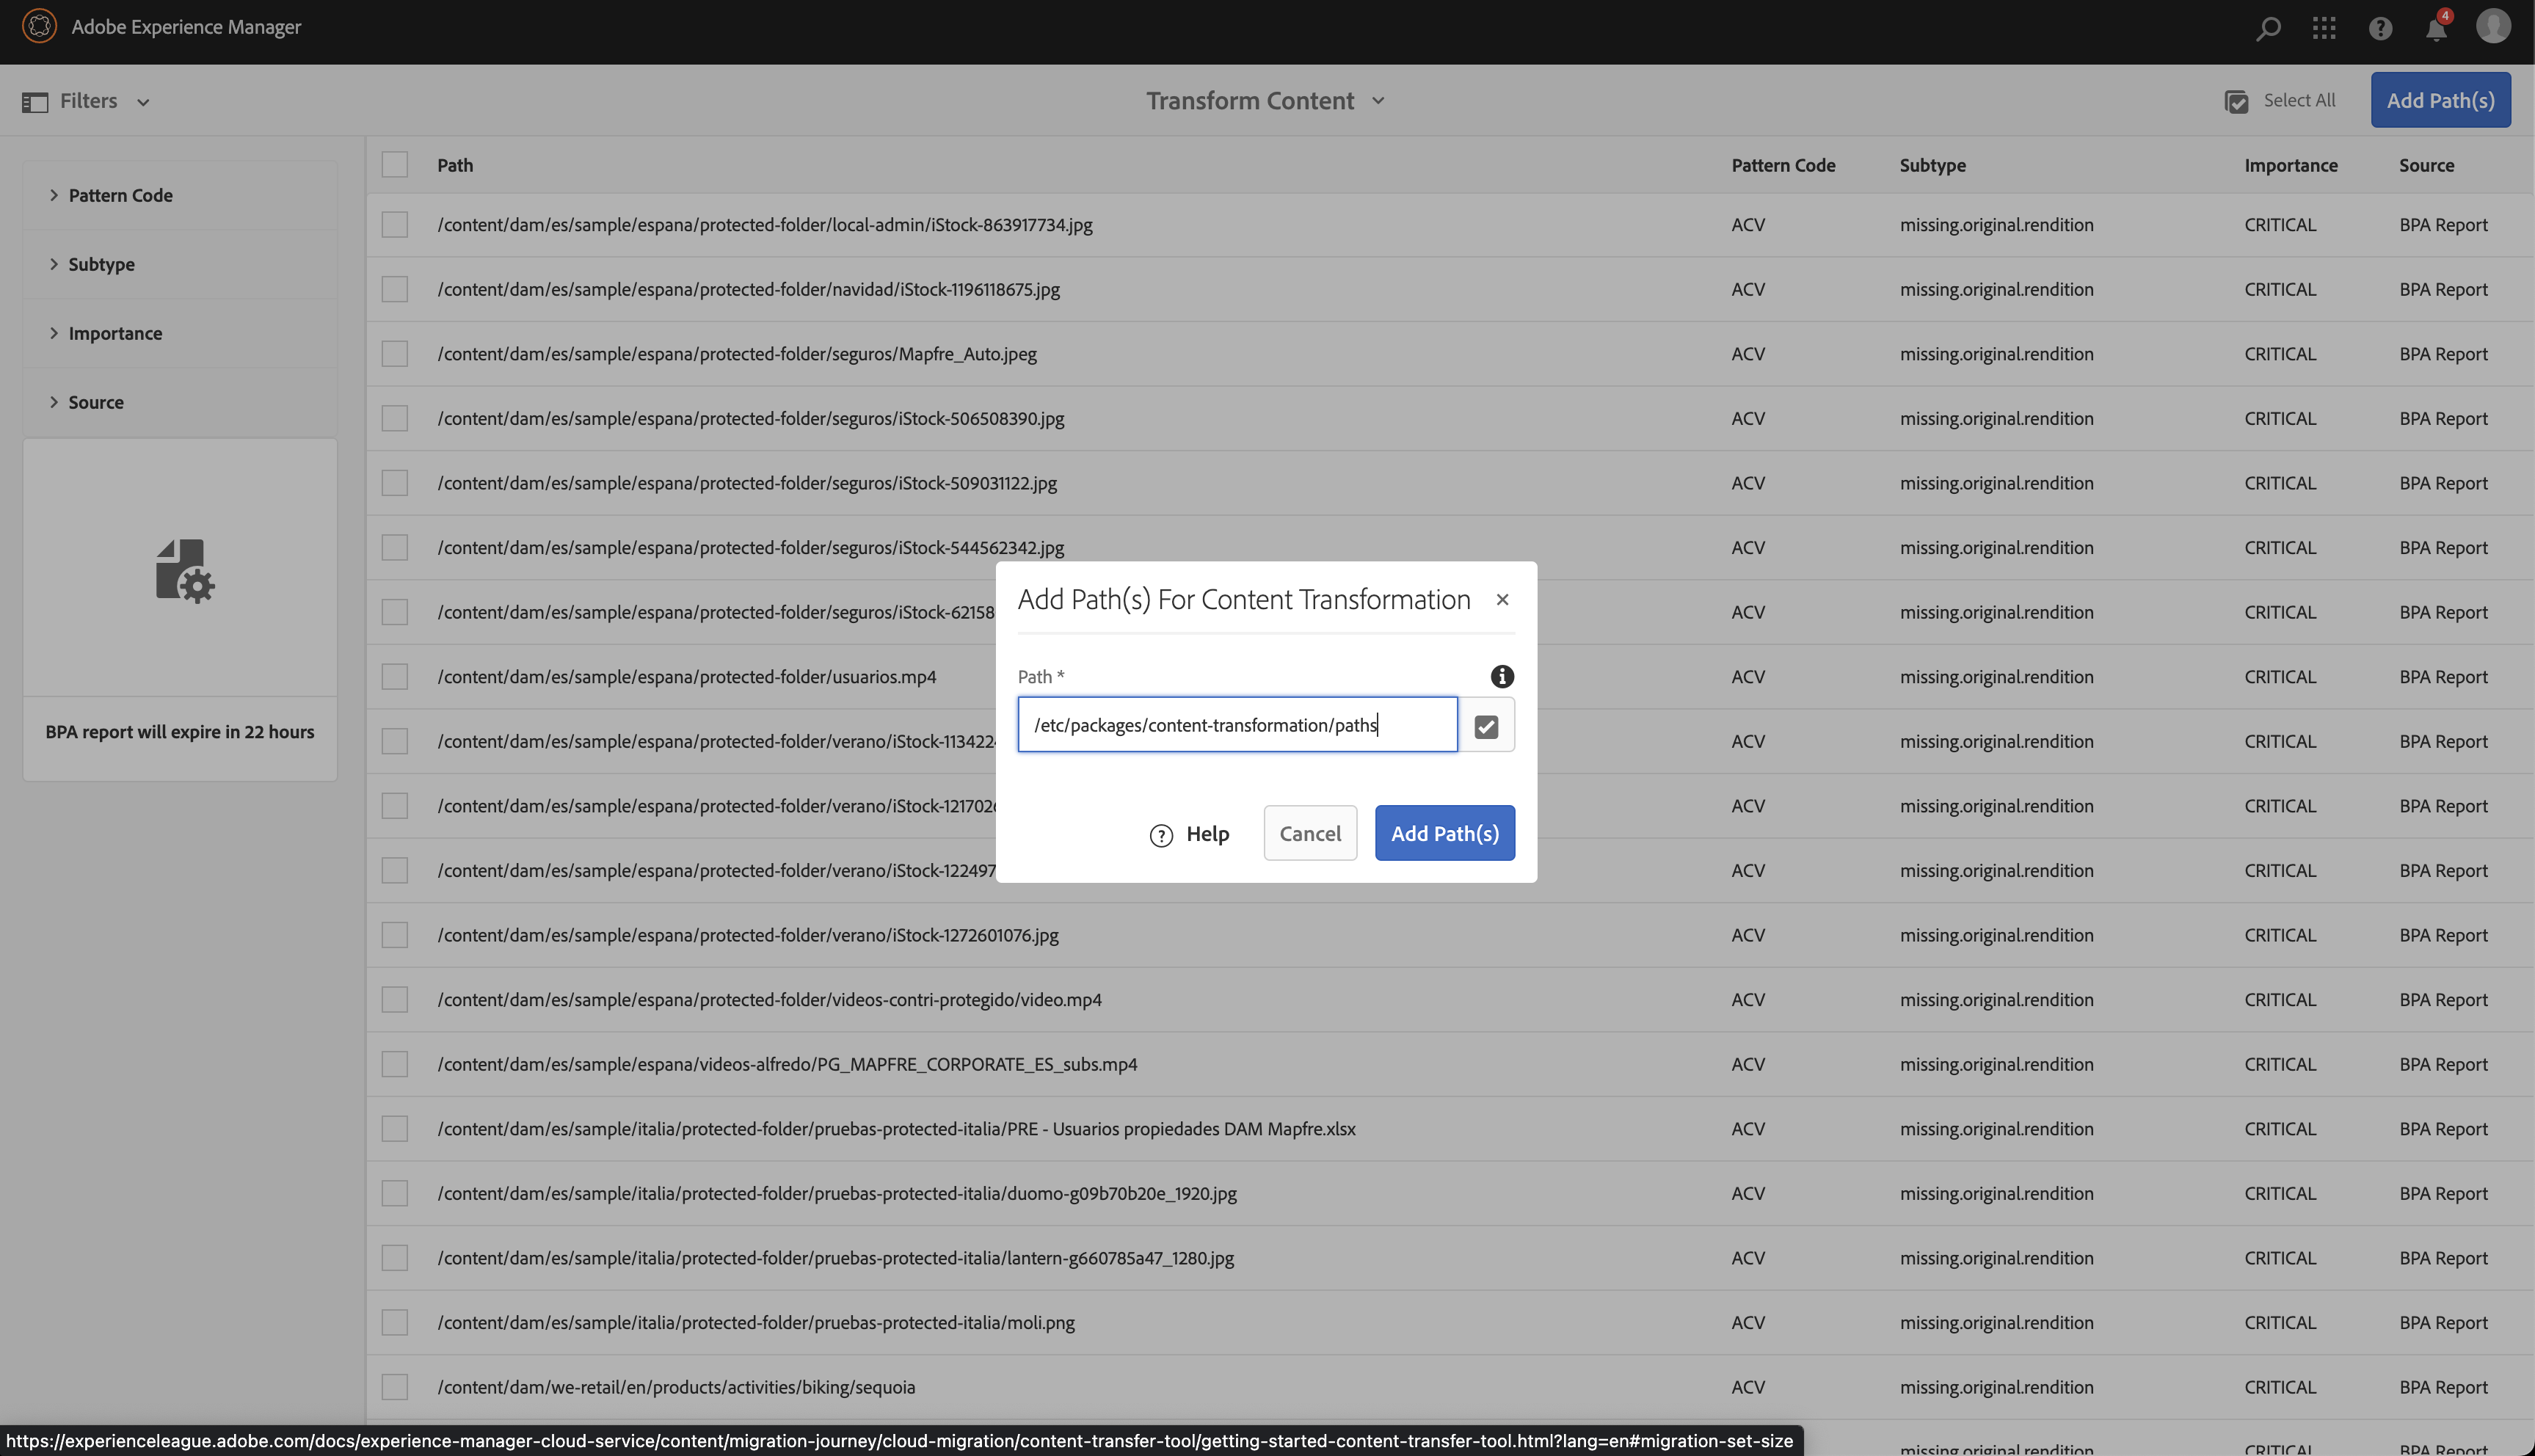 Adobe Experience Manager
4
Filters
Transform Content
Select All
Add Path(s)
Pattern Code
Subtype
Importance
Source
BPA report will expire in 22 hours
Path Pattern Code Subtype Importance Source
/content/dam/es/sample/espana/protected-folder/local-admin/iStock-863917734.jpg ACV missing.original.rendition CRITICAL BPA Report
/content/dam/es/sample/espana/protected-folder/navidad/iStock-1196118675.jpg ACV missing.original.rendition CRITICAL BPA Report
/content/dam/es/sample/espana/protected-folder/seguros/Mapfre_Auto.jpeg ACV missing.original.rendition CRITICAL BPA Report
/content/dam/es/sample/espana/protected-folder/seguros/iStock-506508390.jpg ACV missing.original.rendition CRITICAL BPA Report
/content/dam/es/sample/espana/protected-folder/seguros/iStock-509031122.jpg ACV missing.original.rendition CRITICAL BPA Report
/content/dam/es/sample/espana/protected-folder/seguros/iStock-544562342.jpg ACV missing.original.rendition CRITICAL BPA Report
/content/dam/es/sample/espana/protected-folder/seguros/iStock-62158 ACV missing.original.rendition CRITICAL BPA Report
/content/dam/es/sample/espana/protected-folder/usuarios.mp4 ACV missing.original.rendition CRITICAL BPA Report
/content/dam/es/sample/espana/protected-folder/verano/iStock-113422 ACV missing.original.rendition CRITICAL BPA Report
/content/dam/es/sample/espana/protected-folder/verano/iStock-121702 ACV missing.original.rendition CRITICAL BPA Report
/content/dam/es/sample/espana/protected-folder/verano/iStock-122497 ACV missing.original.rendition CRITICAL BPA Report
/content/dam/es/sample/espana/protected-folder/verano/iStock-1272601076.jpg ACV missing.original.rendition CRITICAL BPA Report
/content/dam/es/sample/espana/protected-folder/videos-contri-protegido/video.mp4 ACV missing.original.rendition CRITICAL BPA Report
/content/dam/es/sample/espana/videos-alfredo/PG_MAPFRE_CORPORATE_ES_subs.mp4 ACV missing.original.rendition CRITICAL BPA Report
/content/dam/es/sample/italia/protected-folder/pruebas-protected-italia/PRE - Usuarios propiedades DAM Mapfre.xlsx ACV missing.original.rendition CRITICAL BPA Report
/content/dam/es/sample/italia/protected-folder/pruebas-protected-italia/duomo-g09b70b20e_1920.jpg ACV missing.original.rendition CRITICAL BPA Report
/content/dam/es/sample/italia/protected-folder/pruebas-protected-italia/lantern-g660785a47_1280.jpg ACV missing.original.rendition CRITICAL BPA Report
/content/dam/es/sample/italia/protected-folder/pruebas-protected-italia/moli.png ACV missing.original.rendition CRITICAL BPA Report
/content/dam/we-retail/en/products/activities/biking/sequoia ACV missing.original.rendition CRITICAL BPA Report
missing.original.rendition CRITICAL BPA Report
Add Path(s) For Content Transformation
Path *
/etc/packages/content-transformation/paths
Help
Cancel
Add Path(s)
https://experienceleague.adobe.com/docs/experience-manager-cloud-service/content/migration-journey/cloud-migration/content-transfer-tool/getting-started-content-transfer-tool.html?lang=en#migration-set-size